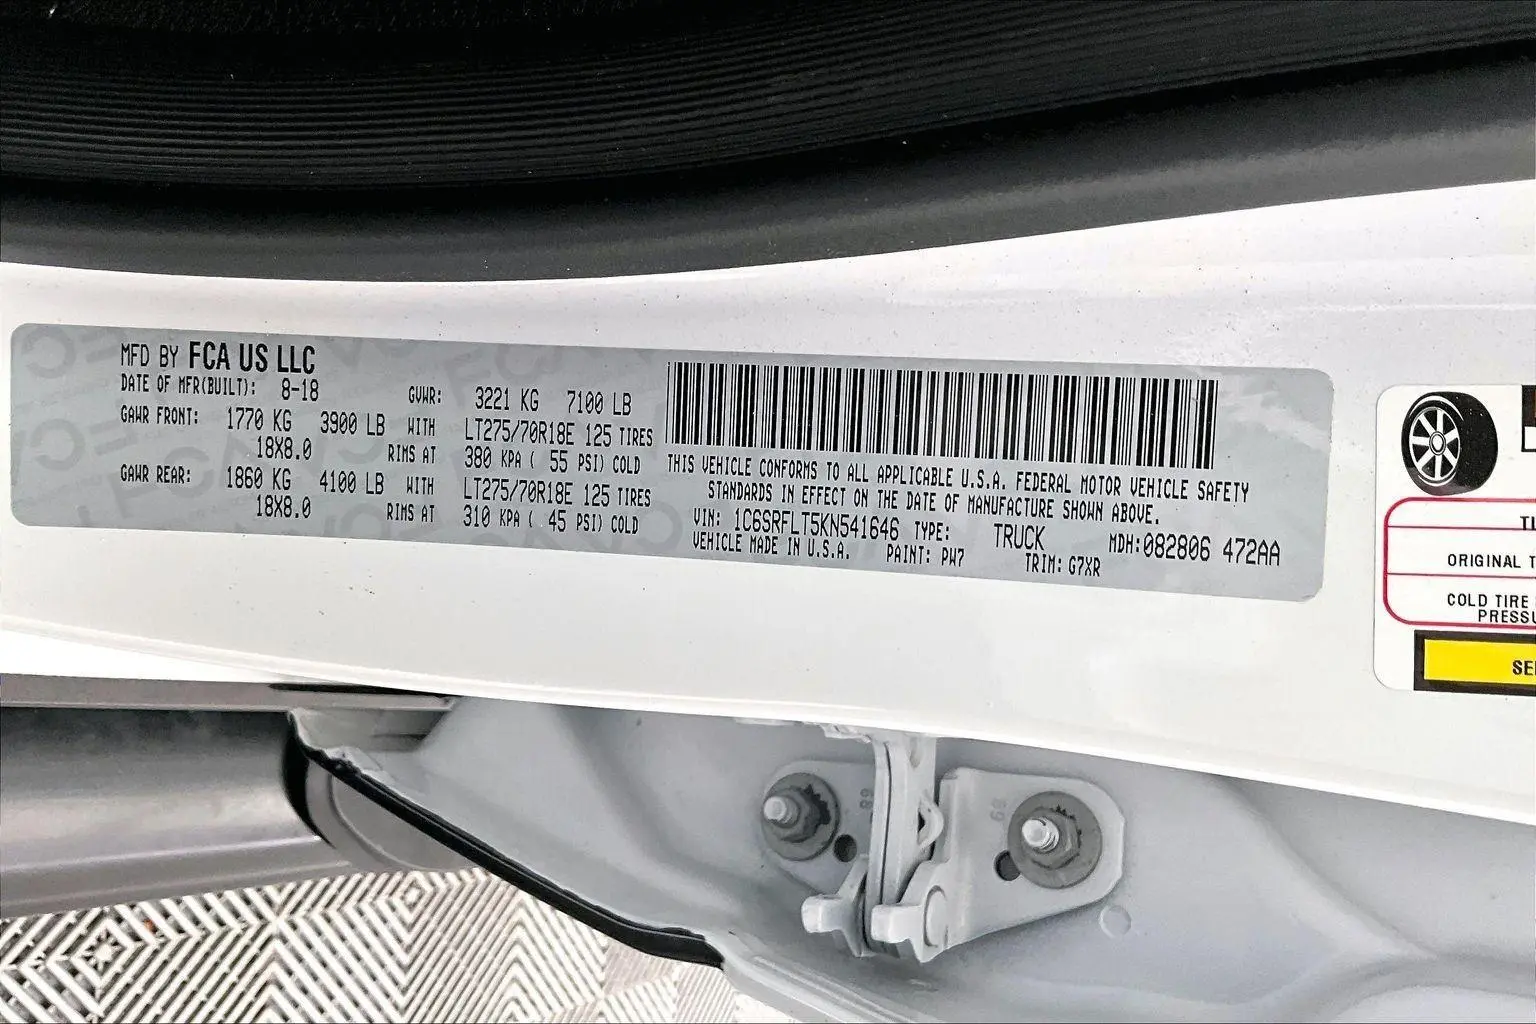 MFD BY FCA US LLC
DATE OF MFR(BUILT): 8-18 GVWR: 3221 KG 7100 LB
GAWR FRONT: 1770 KG 3900 LB WITH LT275/70R18E 125 TIRES
18X8.0 RIMS AT 380 KPA ( 55 PSI) COLD
GAWR REAR: 1860 KG 4100 LB WITH LT275/70R18E 125 TIRES
18X8.0 RIMS AT 310 KPA ( 45 PSI) COLD
THIS VEHICLE CONFORMS TO ALL APPLICABLE U.S.A. FEDERAL MOTOR VEHICLE SAFETY
STANDARDS IN EFFECT ON THE DATE OF MANUFACTURE SHOWN ABOVE.
VIN: 1C6SRFLT5KN541646 TYPE: TRUCK MDH:082806 472AA
VEHICLE MADE IN U.S.A. PAINT: PW7 TRIM: G7XR
ORIGINAL T
COLD TIRE
PRESSU
68
69